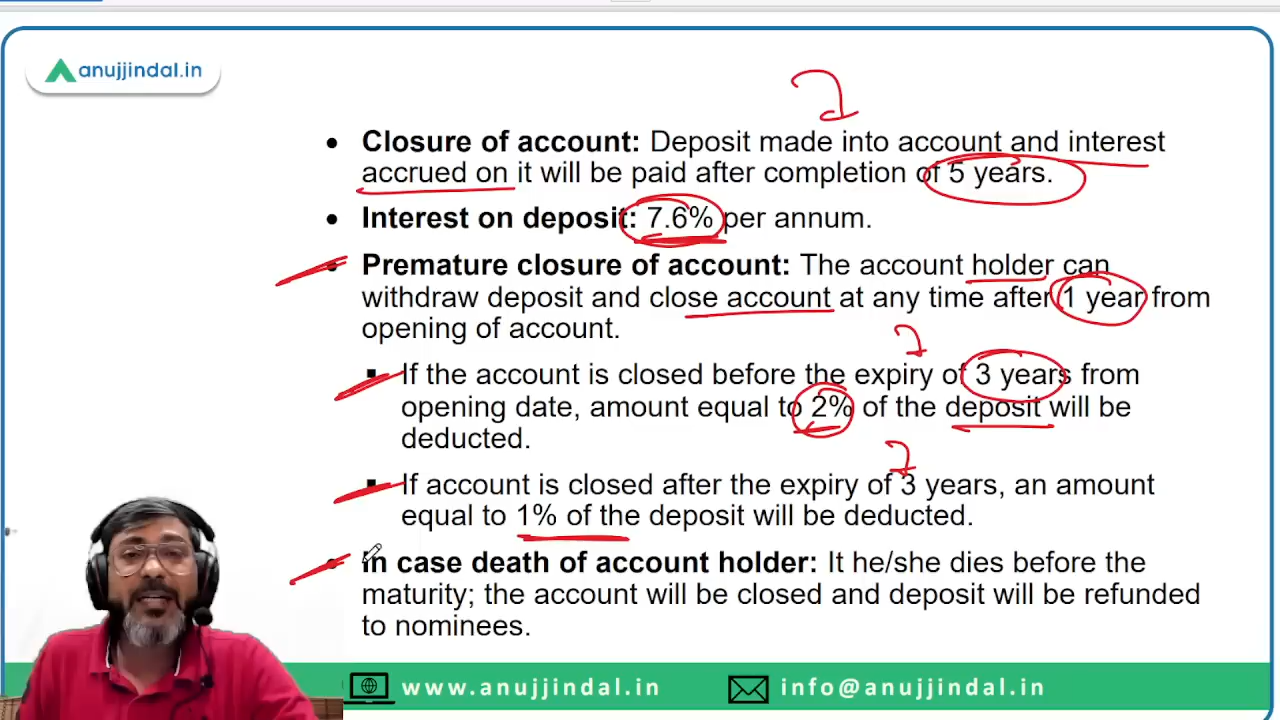 anujjindal.in
• Closure of account: Deposit made into account and interest
accrued on it will be paid after completion of 5 years.
• Interest on deposit: 7.6% per annum.
• Premature closure of account: The account holder can
withdraw deposit and close account at any time after 1 year from
opening of account.
▪ If the account is closed before the expiry of 3 years from
opening date, amount equal to 2% of the deposit will be
deducted.
▪ If account is closed after the expiry of 3 years, an amount
equal to 1% of the deposit will be deducted.
• In case death of account holder: It he/she dies before the
maturity; the account will be closed and deposit will be refunded
to nominees.
www.anujjindal.in
info@anujjindal.in